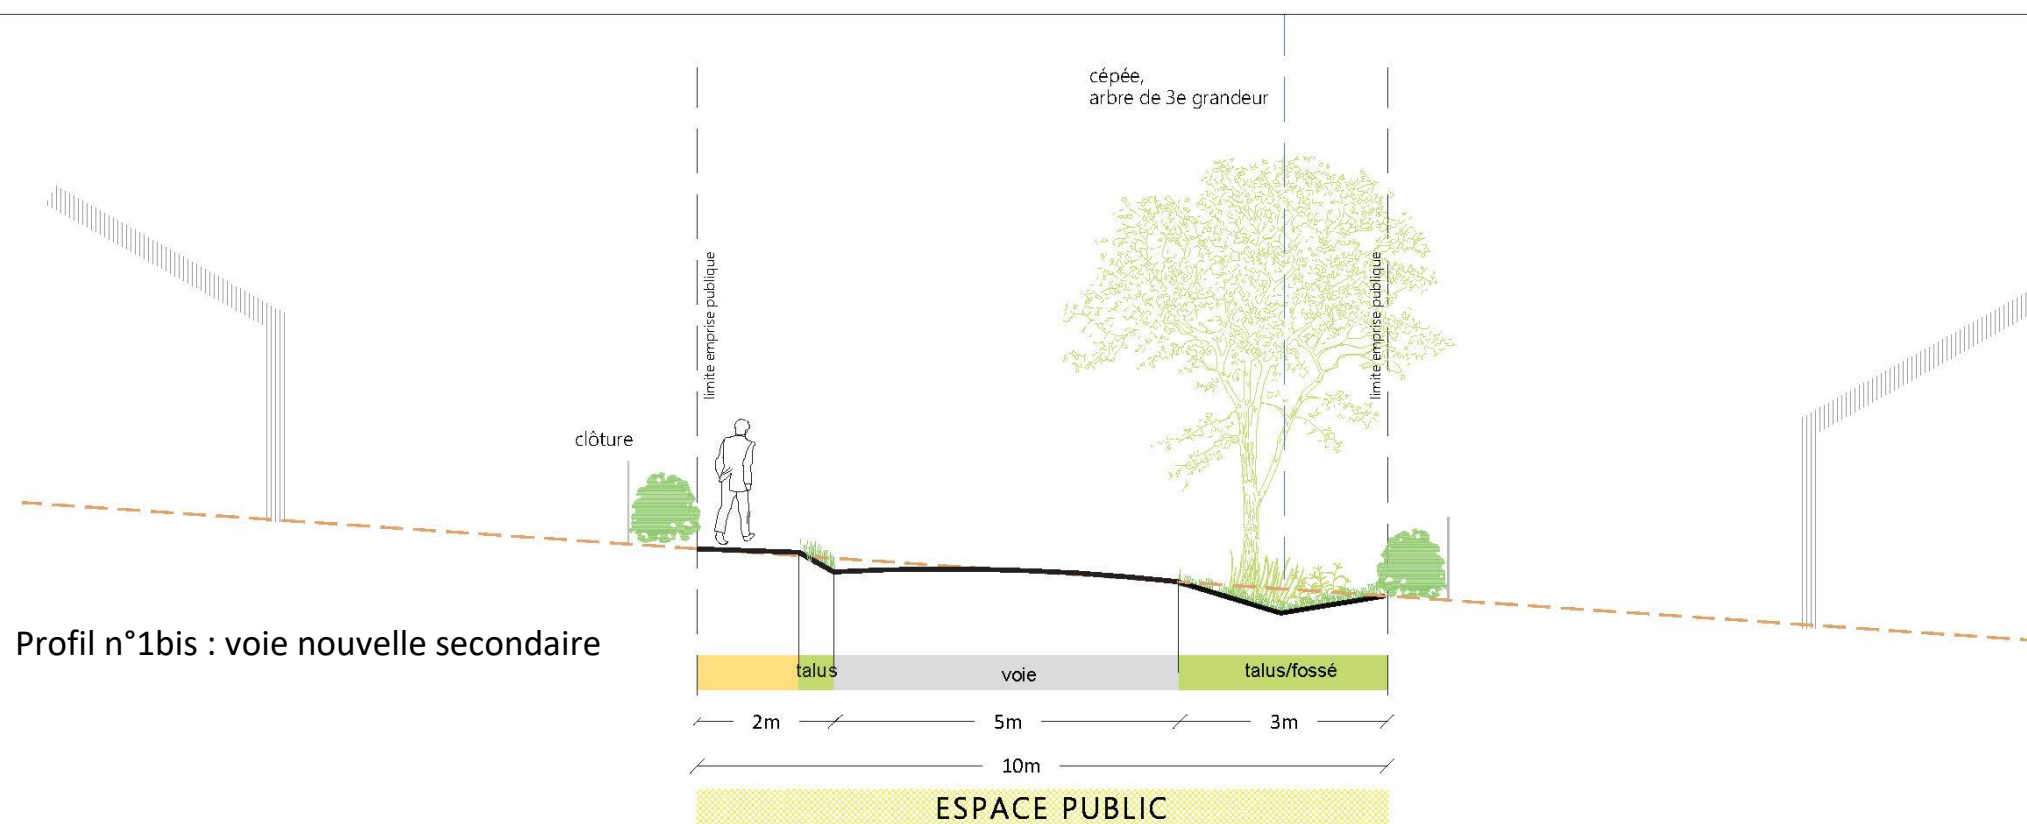 cépée,
arbre de 3e grandeur
limite emprise publique
limite emprise publique
clôture
Profil n°1bis : voie nouvelle secondaire
talus
voie
talus/fossé
2m
5m
3m
10m
ESPACE PUBLIC